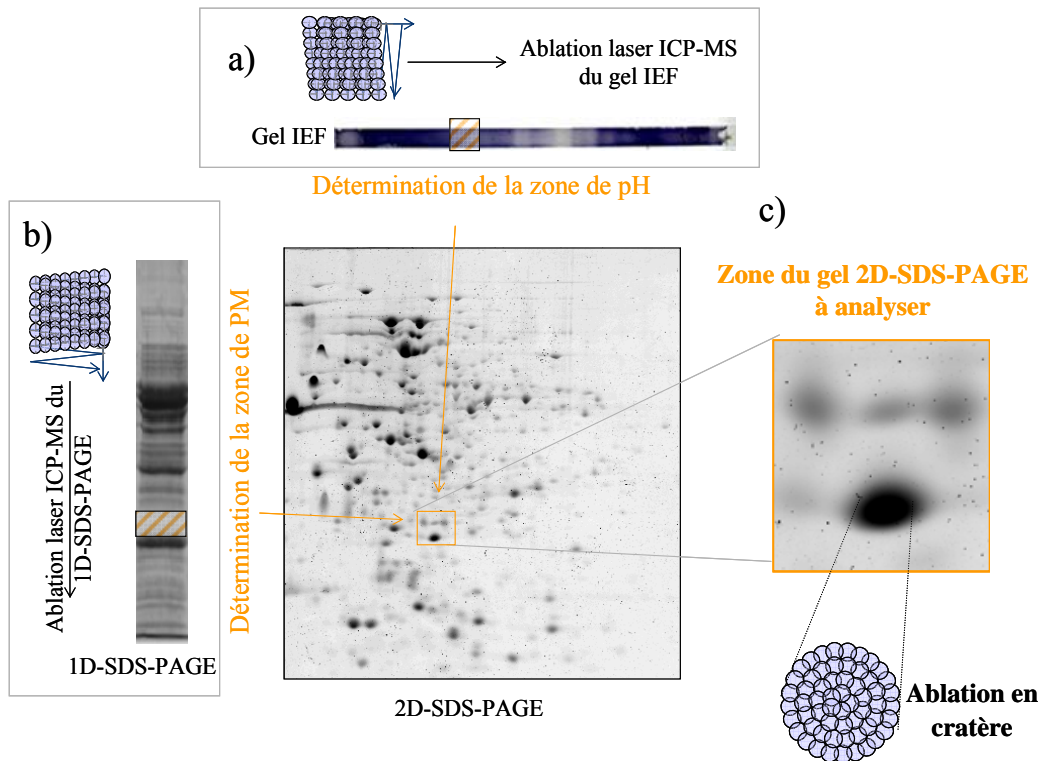 a)
Ablation laser ICP-MS
du gel IEF
Gel IEF
Détermination de la zone de pH
b)
Ablation laser ICP-MS du
1D-SDS-PAGE
1D-SDS-PAGE
Détermination de la zone de PM
2D-SDS-PAGE
c)
Zone du gel 2D-SDS-PAGE
à analyser
Ablation en
cratère